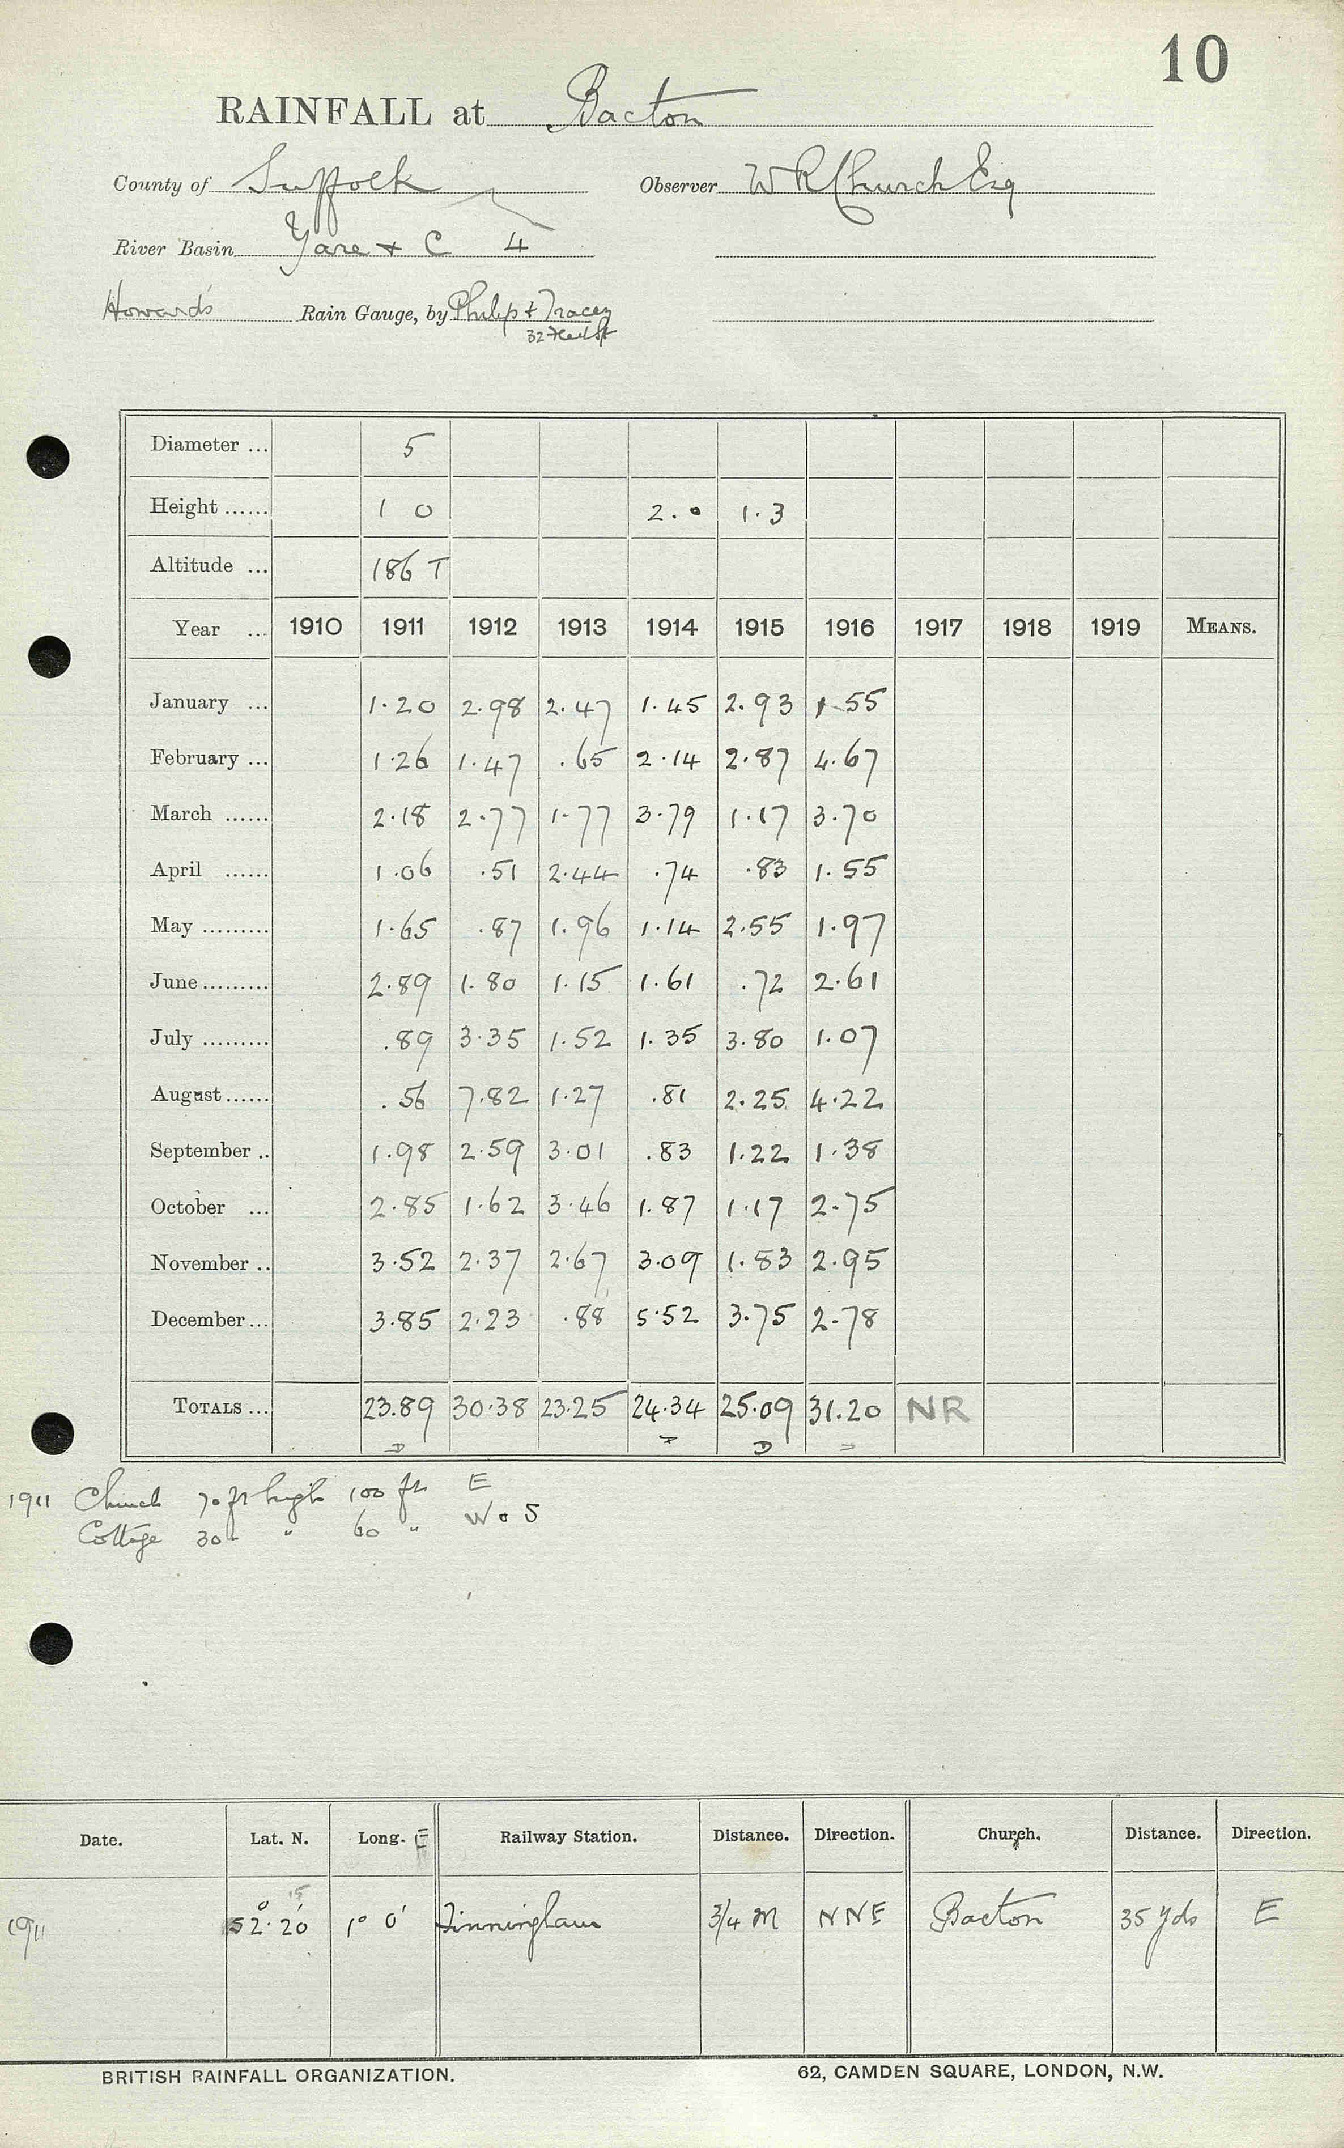 10
RAINFALL at Bacton
County of Suffolk Observer W R Church Esq
River Basin Yare & C 4
Howards Rain Gauge, by Philip & Tracey
32
Diameter ... 5
Height ...... 1 0 2.0 1.3
Altitude ... 186 T
Year ... 1910 1911 1912 1913 1914 1915 1916 1917 1918 1919 MEANS.
January ... 1.20 2.98 2.47 1.45 2.93 1.55
February ... 1.26 1.47 .65 2.14 2.87 4.67
March ...... 2.18 2.77 1.77 3.79 1.17 3.70
April ...... 1.06 .51 2.44 .74 .83 1.55
May ......... 1.65 .87 1.96 1.14 2.55 1.97
June ......... 2.89 1.80 1.15 1.61 .72 2.61
July ......... .89 3.35 1.52 1.35 3.80 1.07
August ...... .56 7.82 1.27 .81 2.25 4.22
September .. 1.98 2.59 3.01 .83 1.22 1.38
October ... 2.85 1.62 3.46 1.87 1.17 2.75
November .. 3.52 2.37 2.67 3.09 1.83 2.95
December ... 3.85 2.23 .88 5.52 3.75 2.78
TOTALS ... 23.89 30.38 23.25 24.34 25.09 31.20 NR
D D
1911 Church 70 ft high 100 ft E
Cottage 30 " 60 " W o S
Date. Lat. N. Long. E Railway Station. Distance. Direction. Church. Distance. Direction.
15
1911 52° 20' 1° 0' Finningham 3/4 M NNE Bacton 35 yds E
BRITISH RAINFALL ORGANIZATION. 62, CAMDEN SQUARE, LONDON, N.W.